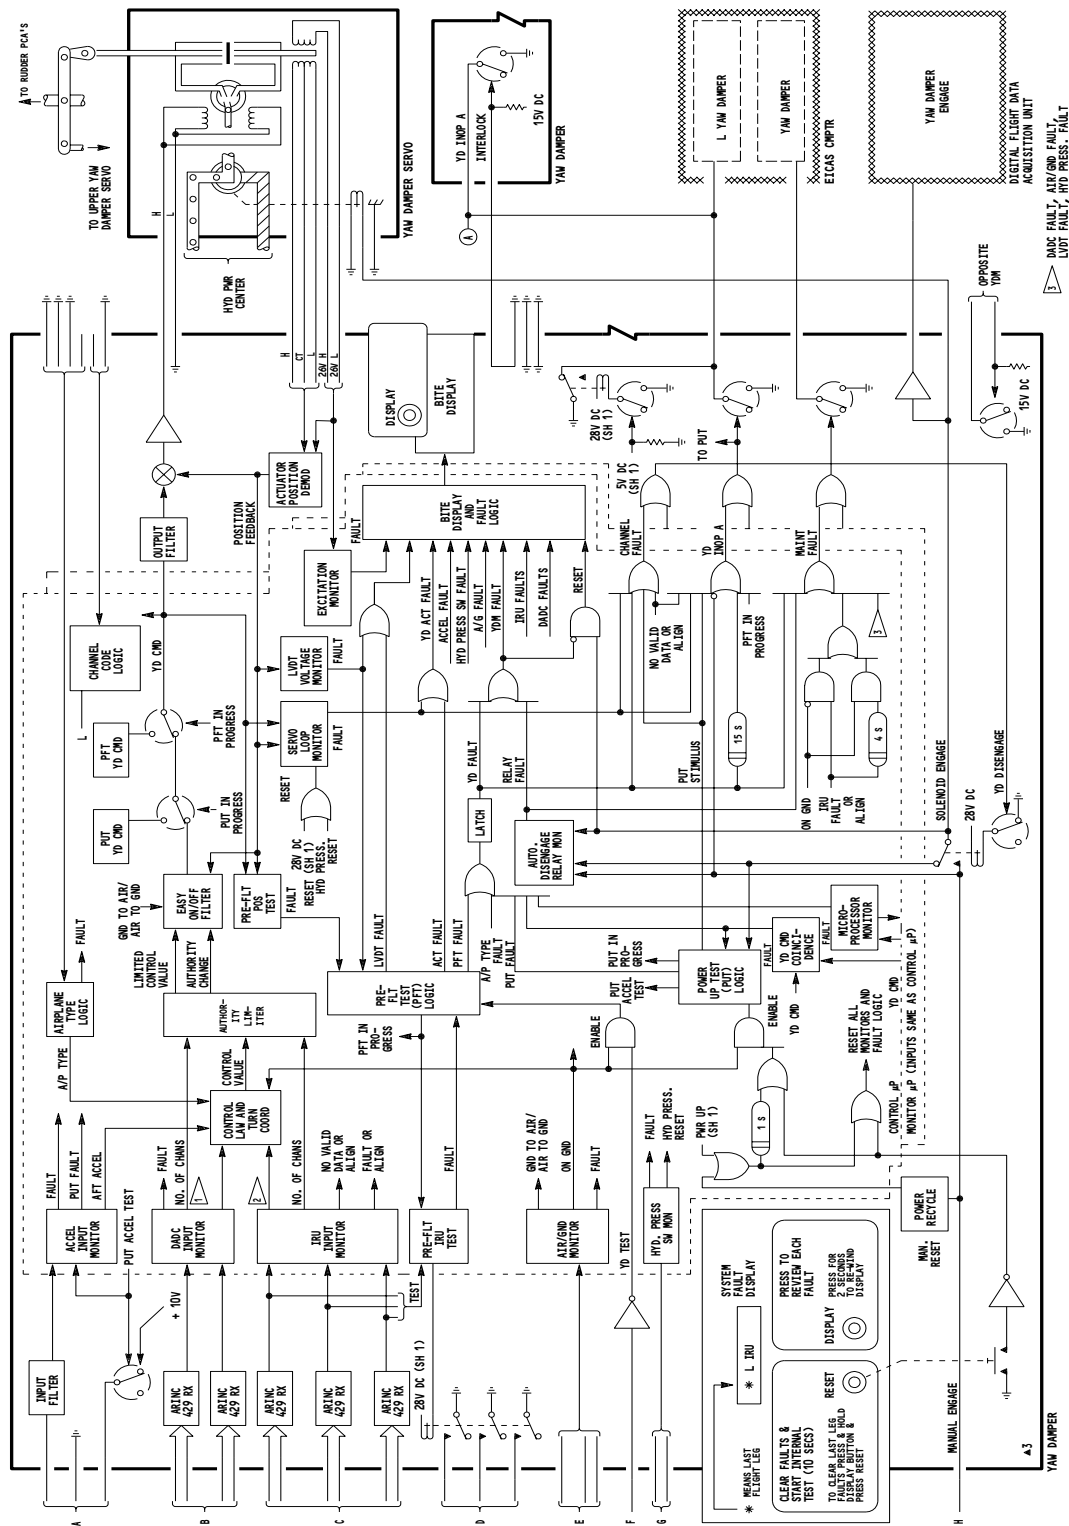 TO RUDDER PCA'S
TO UPPER YAW
DAMPER SERVO
H
L
HYD PWR
CENTER
YAW DAMPER SERVO
YD INOP A
INTERLOCK
15V DC
YAW DAMPER
A
L YAW DAMPER
YAW DAMPER
EICAS CMPTR
YAW DAMPER
ENGAGE
DIGITAL FLIGHT DATA
ACQUISITION UNIT
3
DADC FAULT, AIR/GND FAULT,
LVDT FAULT, HYD PRESS. FAULT
OPPOSITE
YDM
15V DC
H
CT
L
26V H
26V L
DISPLAY
BITE
DISPLAY
28V DC
(SH 1)
5V DC
(SH 1)
TO PUT
OUTPUT
FILTER
POSITION
FEEDBACK
ACTUATOR
POSITION
DEMOD
EXCITATION
MONITOR
FAULT
BITE
DISPLAY
AND
FAULT
LOGIC
YD ACT FAULT
ACCEL FAULT
HYD PRESS SW FAULT
A/G FAULT
YDM FAULT
IRU FAULTS
DADC FAULTS
RESET
CHANNEL
FAULT
YD
INOP A
MAINT
FAULT
NO VALID
DATA OR
ALIGN
PFT IN
PROGRESS
3
CHANNEL
CODE
LOGIC
L
YD CMD
PFT
YD CMD
PFT IN
PROGRESS
PUT
YD CMD
PUT IN
PROGRESS
LVDT
VOLTAGE
MONITOR
FAULT
SERVO
LOOP
MONITOR
FAULT
RESET
28V DC
(SH 1)
RESET
HYD PRESS.
RESET
YD FAULT
RELAY
FAULT
LATCH
AUTO.
DISENGAGE
RELAY MON
PUT
STIMULUS
15 S
4 S
ON GND
IRU
FAULT
OR
ALIGN
SOLENOID ENGAGE
28V DC
YD DISENGAGE
GND TO AIR/
AIR TO GND
EASY
ON/OFF
FILTER
PRE-FLT
POS
TEST
FAULT
FAULT
AIRPLANE
TYPE
LOGIC
A/P TYPE
LIMITED
CONTROL
VALUE
AUTHORITY
CHANGE
AUTHOR-
ITY
LIM-
ITER
CONTROL
VALUE
CONTROL
LAW AND
TURN
COORD
LVDT FAULT
ACT FAULT
PFT FAULT
A/P TYPE
FAULT
PUT FAULT
PRE-
FLT
TEST
(PFT)
LOGIC
PFT IN
PRO-
GRESS
PUT IN
PRO-
GRESS
PUT
ACCEL
TEST
POWER
UP TEST
(PUT)
LOGIC
FAULT
YD CMD
COINCI-
DENCE
FAULT
MICRO-
PROCESSOR
MONITOR
YD CMD
YD CMD
ENABLE
ENABLE
RESET ALL
MONITORS AND
FAULT LOGIC
CONTROL µP
MONITOR µP (INPUTS SAME AS CONTROL µP)
FAULT
PUT FAULT
AFT ACCEL
ACCEL
INPUT
MONITOR
PUT ACCEL TEST
+ 10V
INPUT
FILTER
FAULT
NO. OF CHANS
1
DADC
INPUT
MONITOR
2
NO. OF CHANS
NO VALID
DATA OR
ALIGN
FAULT OR
ALIGN
IRU
INPUT
MONITOR
FAULT
PRE-FLT
IRU
TEST
TEST
GND TO AIR/
AIR TO GND
ON GND
FAULT
AIR/GND
MONITOR
YD TEST
FAULT
HYD PRESS.
RESET
HYD. PRESS
SW MON
PWR UP
(SH 1)
1 S
POWER
RECYCLE
MAN.
RESET
ARINC
429 RX
ARINC
429 RX
ARINC
429 RX
ARINC
429 RX
ARINC
429 RX
28V DC (SH 1)
SYSTEM
FAULT
DISPLAY
* L IRU
* MEANS LAST
FLIGHT LEG
PRESS TO
REVIEW EACH
FAULT
DISPLAY
PRESS FOR
2 SECONDS
TO RE-WIND
DISPLAY
CLEAR FAULTS &
START INTERNAL
TEST (10 SECS)
RESET
TO CLEAR LAST LEG
FAULTS PRESS & HOLD
DISPLAY BUTTON &
PRESS RESET
MANUAL ENGAGE
3
YAW DAMPER
A
B
C
D
E
F
G
H